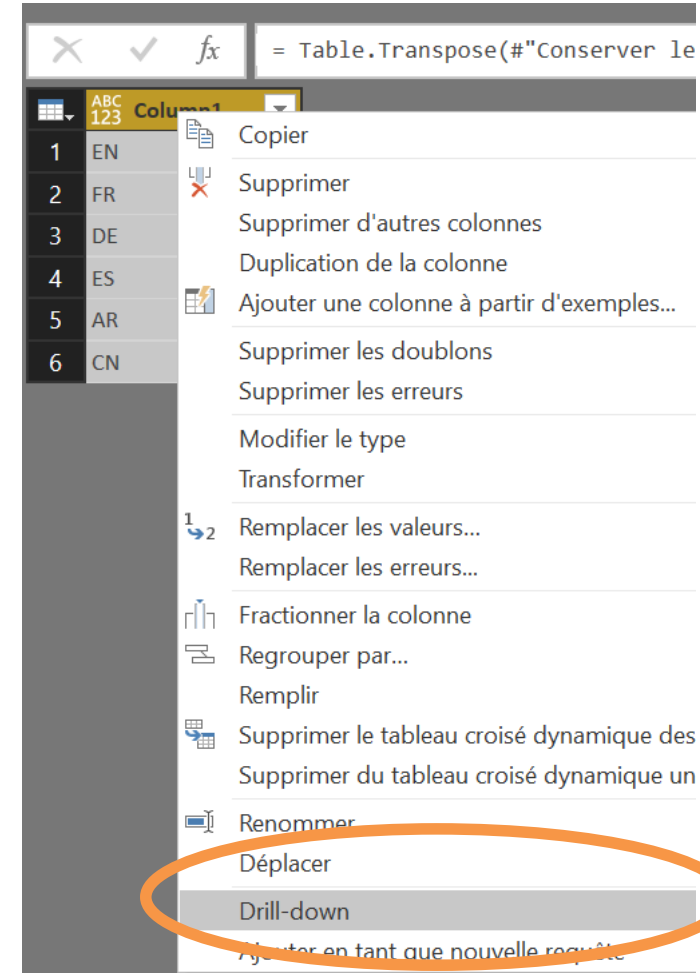 fx = Table.Transpose(#"Conserver le
ABC 123 Column1
1 EN
2 FR
3 DE
4 ES
5 AR
6 CN
Copier
Supprimer
Supprimer d'autres colonnes
Duplication de la colonne
Ajouter une colonne à partir d'exemples...
Supprimer les doublons
Supprimer les erreurs
Modifier le type
Transformer
1 2 Remplacer les valeurs...
Remplacer les erreurs...
Fractionner la colonne
Regrouper par...
Remplir
Supprimer le tableau croisé dynamique des
Supprimer du tableau croisé dynamique un
Renommer
Déplacer
Drill-down
Ajouter en tant que nouvelle requête